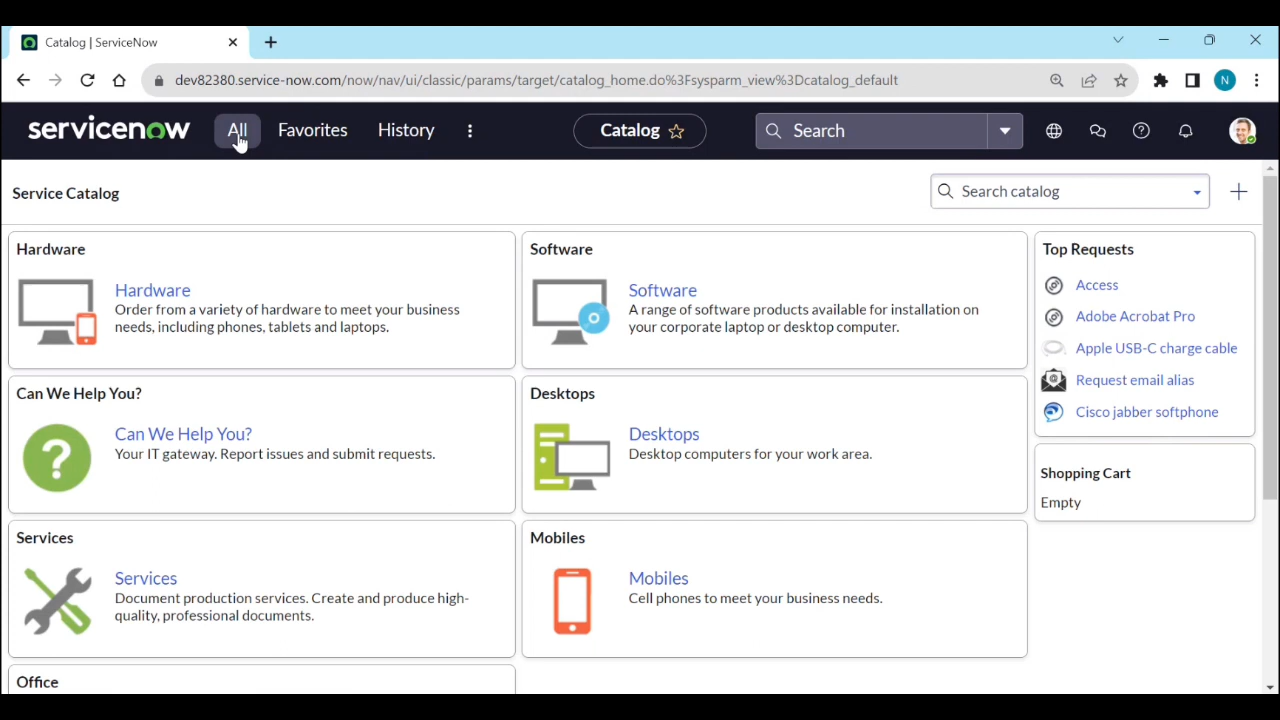 Catalog | ServiceNow
dev82380.service-now.com/now/nav/ui/classic/params/target/catalog_home.do%3Fsysparm_view%3Dcatalog_default
N
servicenow All Favorites History Catalog Search
Service Catalog
Search catalog
Hardware
Hardware
Order from a variety of hardware to meet your business
needs, including phones, tablets and laptops.
Software
Software
A range of software products available for installation on
your corporate laptop or desktop computer.
Top Requests
Access
Adobe Acrobat Pro
Apple USB-C charge cable
Request email alias
Cisco jabber softphone
Can We Help You?
Can We Help You?
Your IT gateway. Report issues and submit requests.
Desktops
Desktops
Desktop computers for your work area.
Shopping Cart
Empty
Services
Services
Document production services. Create and produce high-
quality, professional documents.
Mobiles
Mobiles
Cell phones to meet your business needs.
Office